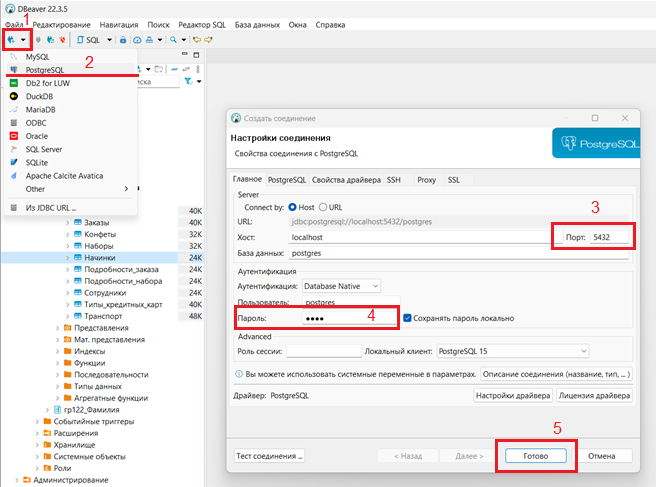 DBeaver 22.3.5
Файл Редактирование Навигация Поиск Редактор SQL База данных Окна Справка
1
SQL
MySQL
2
PostgreSQL
Db2 for LUW
DuckDB
MariaDB
ODBC
Oracle
SQL Server
SQLite
Apache Calcite Avatica
Other
Из JDBC URL ...
ска
Заказы 40K
Конфеты 32K
Наборы 32K
Начинки 24K
Подробности_заказа 24K
Подробности_набора 24K
Сотрудники 24K
Типы_кредитных_карт 40K
Транспорт 48K
Представления
Мат. представления
Индексы
Функции
Последовательности
Типы данных
Агрегатные функции
гр122_Фамилия
Событийные триггеры
Расширения
Хранилище
Системные объекты
Роли
Администрирование
Создать соединение
Настройки соединения
Свойства соединения с PostgreSQL
PostgreSQL
Главное PostgreSQL Свойства драйвера SSH Proxy SSL
Server
Connect by: Host URL
3
URL: jdbc:postgresql://localhost:5432/postgres
Хост: localhost Порт: 5432
База данных: postgres
Аутентификация
Аутентификация: Database Native
Пользователь: postgres
Пароль: ●●●● 4 Сохранять пароль локально
Advanced
Роль сессии: Локальный клиент: PostgreSQL 15
Вы можете использовать системные переменные в параметрах. Описание соединения (название, тип, ... )
Драйвер: PostgreSQL Настройки драйвера Лицензия драйвера
5
Тест соединения ... < Назад Далее > Готово Отмена